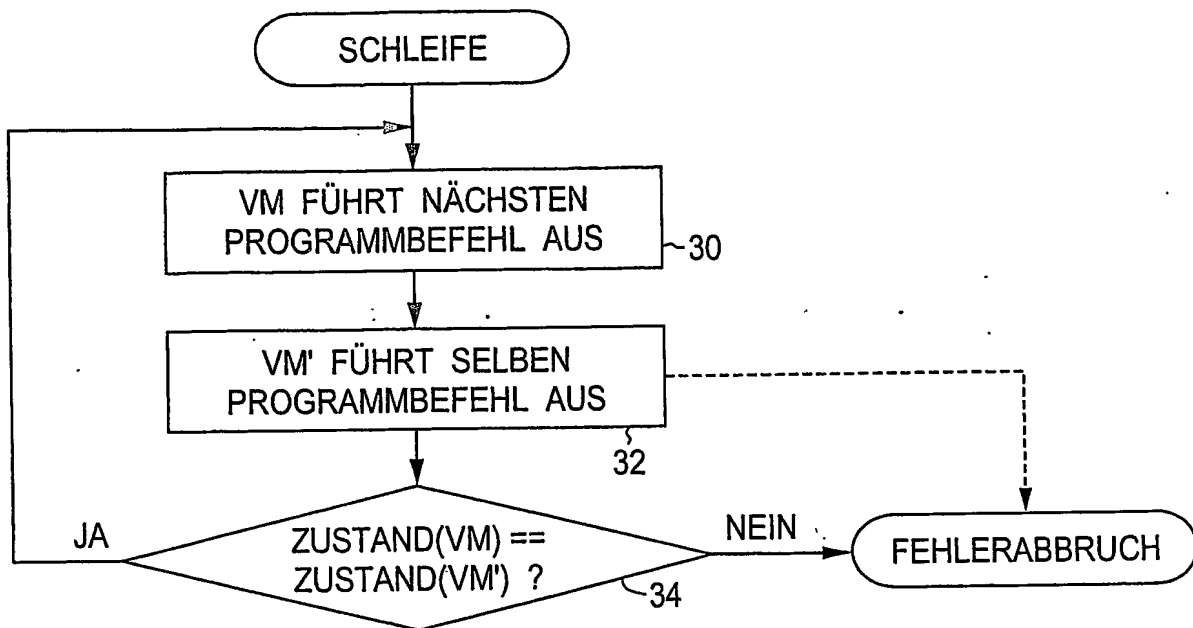 SCHLEIFE
VM FÜHRT NÄCHSTEN
PROGRAMMBEFEHL AUS
30
VM' FÜHRT SELBEN
PROGRAMMBEFEHL AUS
32
JA
ZUSTAND(VM) ==
ZUSTAND(VM') ?
34
NEIN
FEHLERABBRUCH